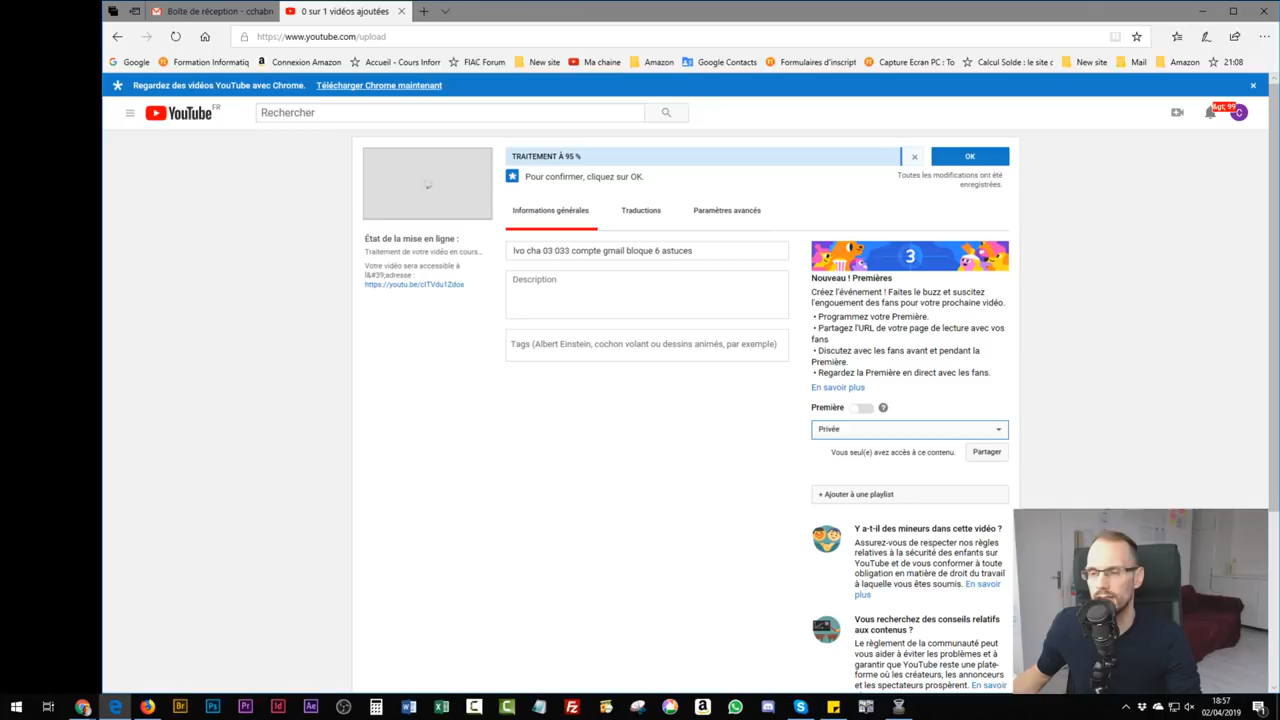 Boîte de réception - cchabre
0 sur 1 vidéos ajoutées
https://www.youtube.com/upload
Google
Formation Informatiq
Connexion Amazon
Accueil - Cours Inforr
FIAC Forum
New site
Ma chaine
Amazon
Google Contacts
Formulaires d'inscript
Capture Ecran PC : To
Calcul Solde : le site c
New site
Mail
Amazon
21:08
Regardez des vidéos YouTube avec Chrome. Télécharger Chrome maintenant
YouTube FR
Rechercher
&gt; 99
C
TRAITEMENT À 95 %
OK
Pour confirmer, cliquez sur OK.
Toutes les modifications ont été
enregistrées.
Informations générales
Traductions
Paramètres avancés
État de la mise en ligne :
Traitement de votre vidéo en cours...
Votre vidéo sera accessible à
l&#39;adresse :
https://youtu.be/cITVdu1Zdos
lvo cha 03 033 compte gmail bloque 6 astuces
Description
Tags (Albert Einstein, cochon volant ou dessins animés, par exemple)
3
Nouveau ! Premières
Créez l'événement ! Faites le buzz et suscitez
l'engouement des fans pour votre prochaine vidéo.
• Programmez votre Première.
• Partagez l'URL de votre page de lecture avec vos
fans
• Discutez avec les fans avant et pendant la
Première.
• Regardez la Première en direct avec les fans.
En savoir plus
Première
Privée
Vous seul(e) avez accès à ce contenu.
Partager
+ Ajouter à une playlist
Y a-t-il des mineurs dans cette vidéo ?
Assurez-vous de respecter nos règles
relatives à la sécurité des enfants sur
YouTube et de vous conformer à toute
obligation en matière de droit du travail
à laquelle vous êtes soumis. En savoir
plus
Vous recherchez des conseils relatifs
aux contenus ?
Le règlement de la communauté peut
vous aider à éviter les problèmes et à
garantir que YouTube reste une plate-
forme où les créateurs, les annonceurs
et les spectateurs prospèrent. En savoir
Br
Ps
Pr
Id
Ae
18:57
02/04/2019